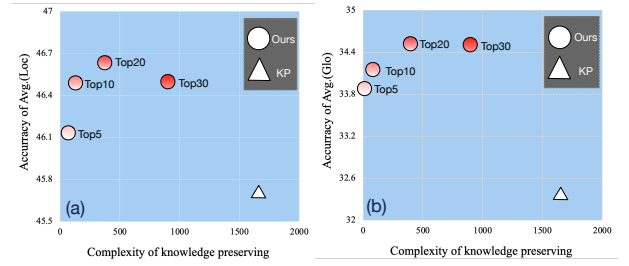 47
46.7
46.4
46.1
45.8
45.5
Accurracy of Avg.(Loc)
Top20
Top10
Top30
Top5
Ours
KP
(a)
0
500
1000
1500
2000
Complexity of knowledge preserving
35
34.4
33.8
33.2
32.6
32
Accurracy of Avg.(Glo)
Top20
Top30
Top10
Top5
Ours
KP
(b)
0
500
1000
1500
2000
Complexity of knowledge preserving